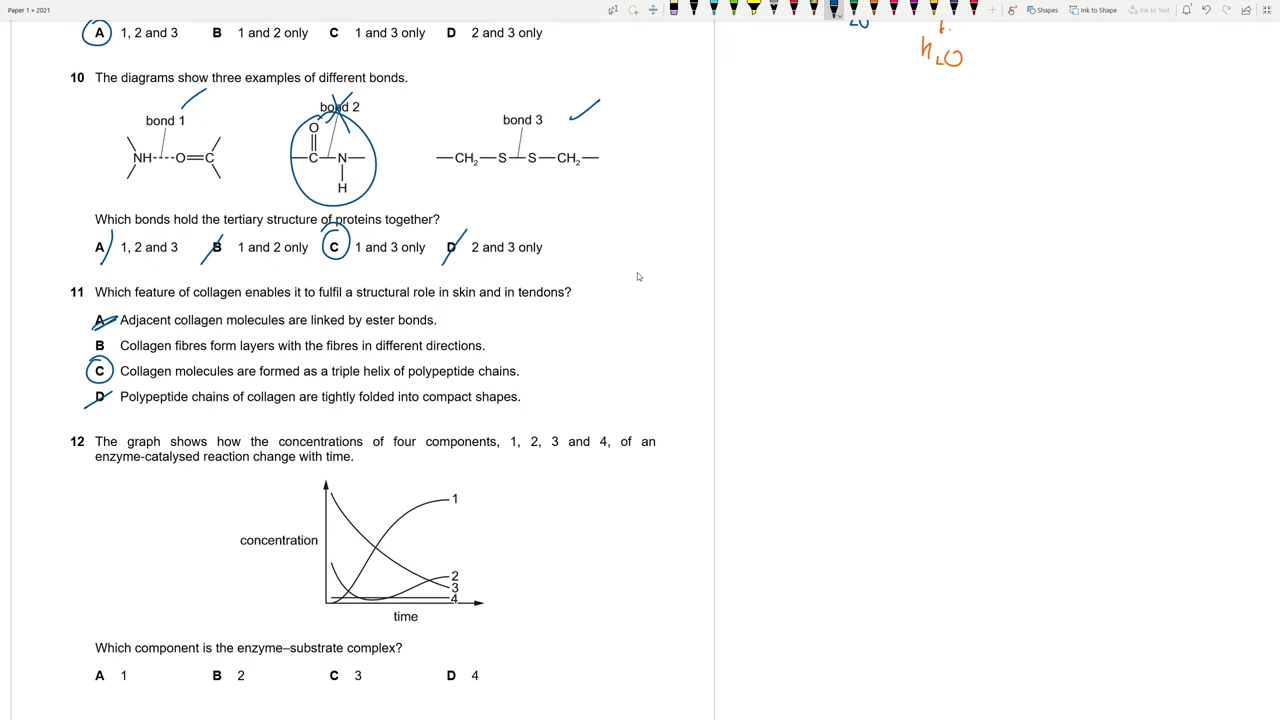 Paper 1 » 2021
Shapes
Ink to Shape
Ink to Text
A 1, 2 and 3 B 1 and 2 only C 1 and 3 only D 2 and 3 only
H2O
10 The diagrams show three examples of different bonds.
bond 1
bond 2
bond 3
NH O C
O
C N
H
CH2 S S CH2
Which bonds hold the tertiary structure of proteins together?
A 1, 2 and 3 B 1 and 2 only C 1 and 3 only D 2 and 3 only
11 Which feature of collagen enables it to fulfil a structural role in skin and in tendons?
A Adjacent collagen molecules are linked by ester bonds.
B Collagen fibres form layers with the fibres in different directions.
C Collagen molecules are formed as a triple helix of polypeptide chains.
D Polypeptide chains of collagen are tightly folded into compact shapes.
12 The graph shows how the concentrations of four components, 1, 2, 3 and 4, of an
enzyme-catalysed reaction change with time.
concentration
1
2
3
4
time
Which component is the enzyme–substrate complex?
A 1 B 2 C 3 D 4